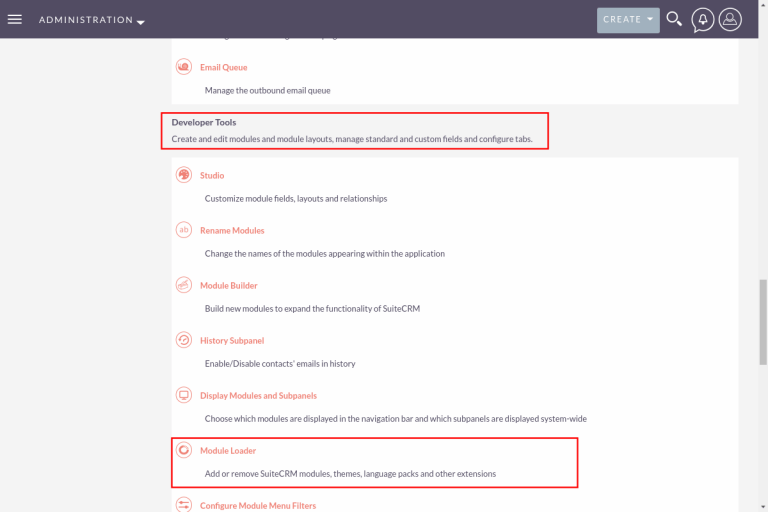 ADMINISTRATION
CREATE
Email Queue
Manage the outbound email queue
Developer Tools
Create and edit modules and module layouts, manage standard and custom fields and configure tabs.
Studio
Customize module fields, layouts and relationships
ab
Rename Modules
Change the names of the modules appearing within the application
Module Builder
Build new modules to expand the functionality of SuiteCRM
History Subpanel
Enable/Disable contacts' emails in history
Display Modules and Subpanels
Choose which modules are displayed in the navigation bar and which subpanels are displayed system-wide
Module Loader
Add or remove SuiteCRM modules, themes, language packs and other extensions
Configure Module Menu Filters